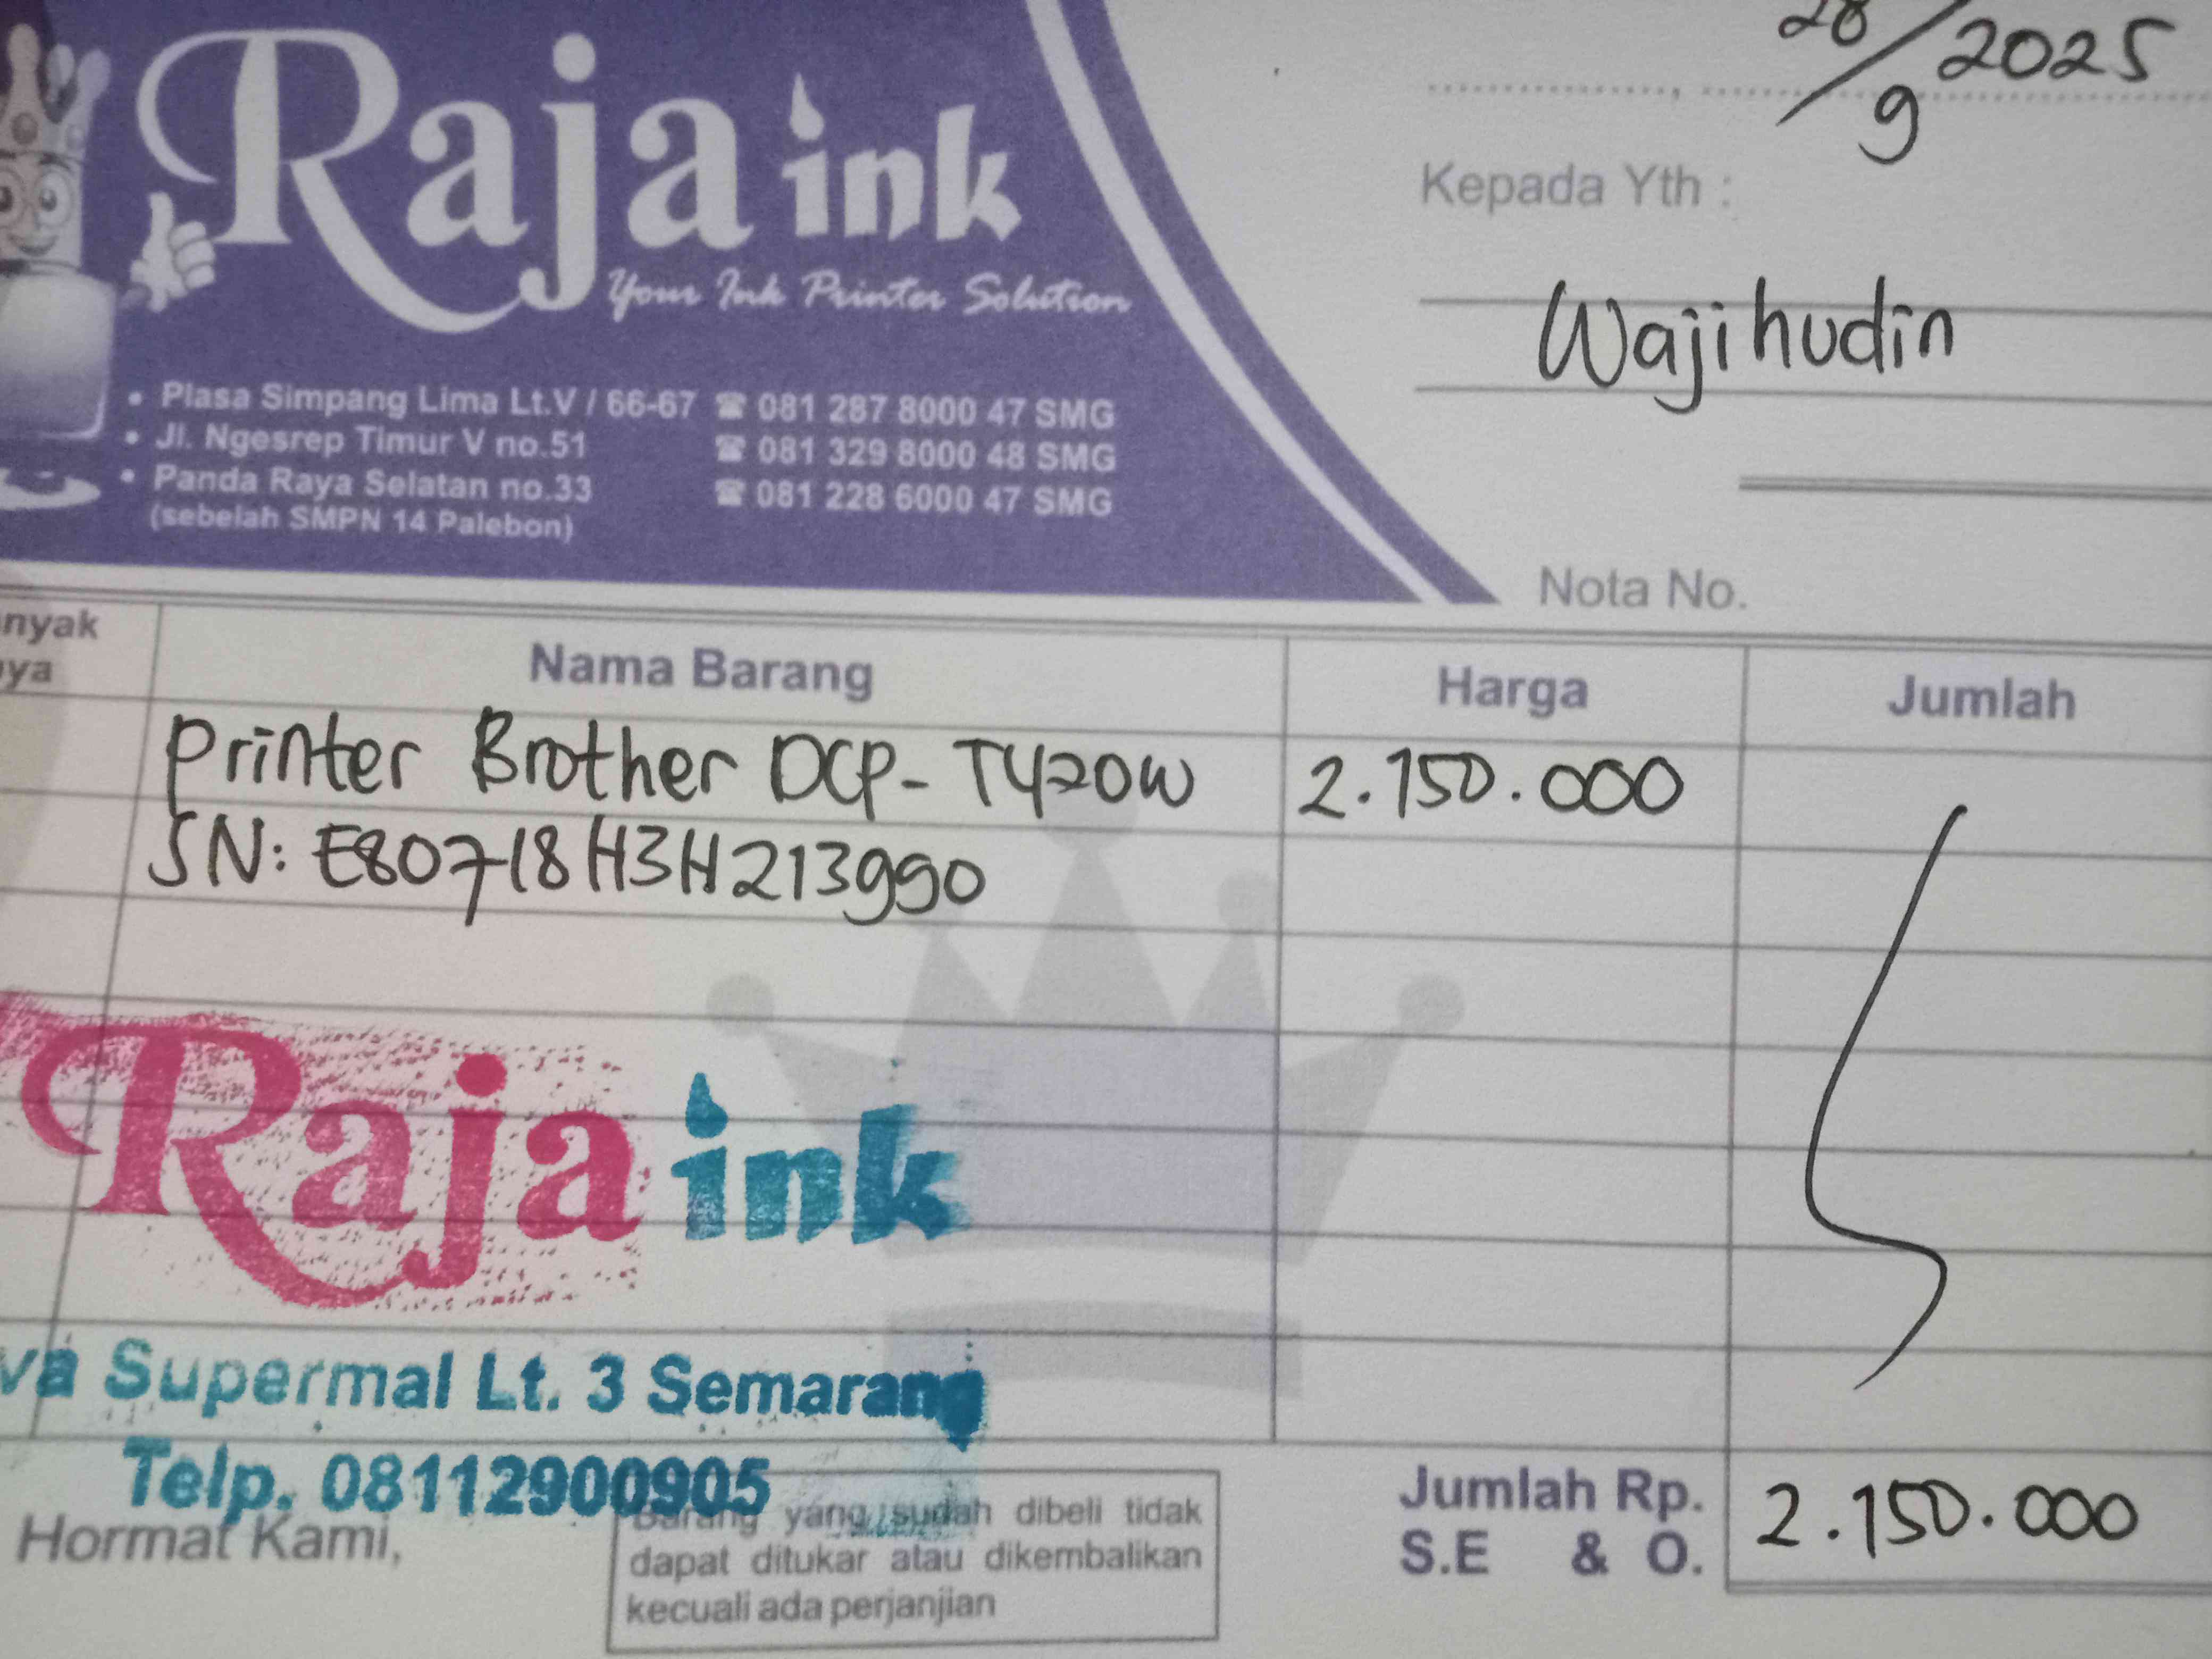 28/9 2025
Raja ink
Your Ink Printer Solution
Kepada Yth :
Wajihudin
• Plasa Simpang Lima Lt.V / 66-67 ☎ 081 287 8000 47 SMG
• Jl. Ngesrep Timur V no.51 ☎ 081 329 8000 48 SMG
• Panda Raya Selatan no.33 ☎ 081 228 6000 47 SMG
(sebelah SMPN 14 Palebon)
Nota No.
nyak
ya
Nama Barang Harga Jumlah
Printer Brother DCP-T420W 2.150.000
SN: E80718H3H213990
Raja ink
va Supermal Lt. 3 Semarang
Telp. 08112900905
Hormat Kami,
Barang yang sudah dibeli tidak
dapat ditukar atau dikembalikan
kecuali ada perjanjian
Jumlah Rp. 2.150.000
S.E & O.